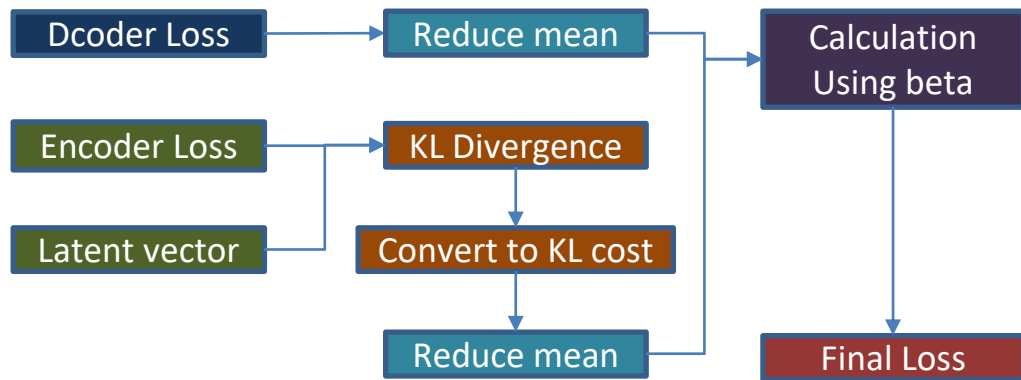 Dcoder Loss
Reduce mean
Calculation
Using beta
Encoder Loss
KL Divergence
Latent vector
Convert to KL cost
Reduce mean
Final Loss